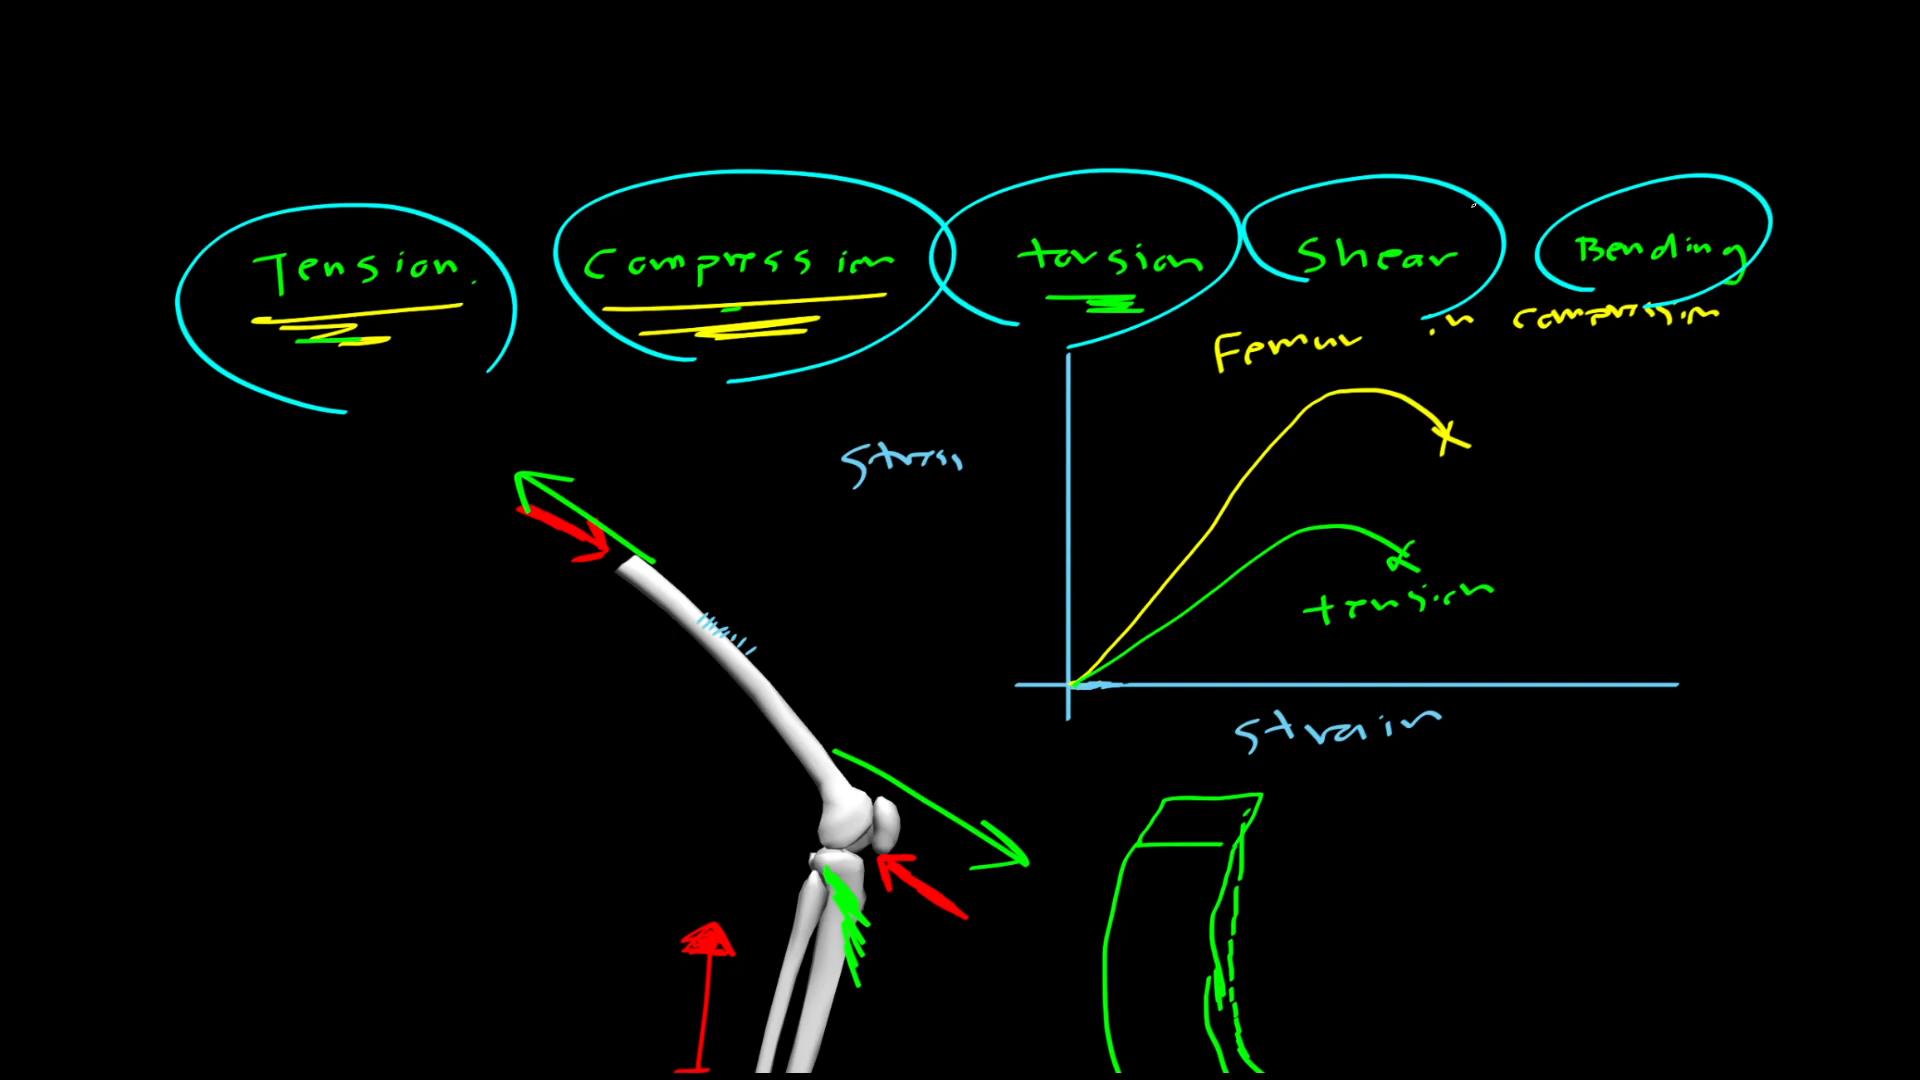 Tension. Compression torsion Shear Bending
Femur in compression
Stress
tension
Strain